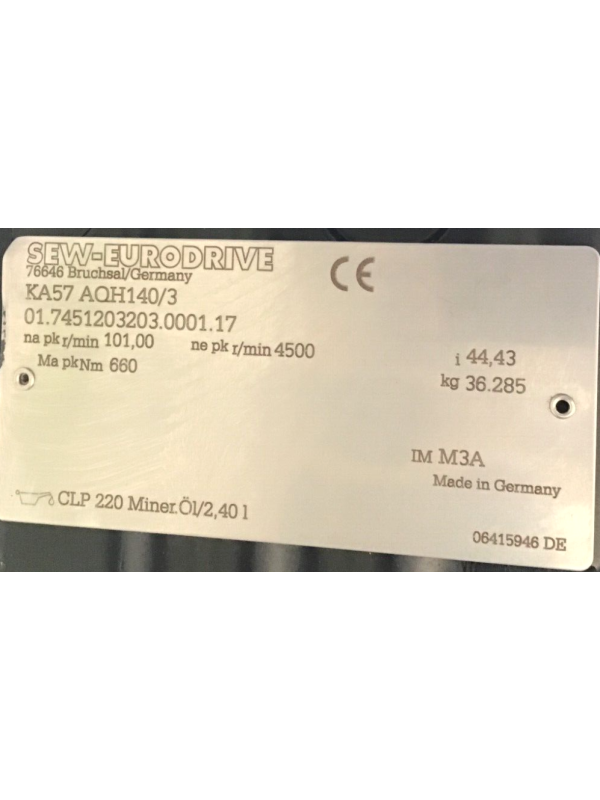 SEW-EURODRIVE
76646 Bruchsal/Germany
CE
KA57 AQH140/3
01.7451203203.0001.17
na pk r/min 101,00 ne pk r/min 4500 i 44,43
Ma pk Nm 660 kg 36.285
IM M3A
Made in Germany
CLP 220 Miner.Öl/2,40 l
06415946 DE